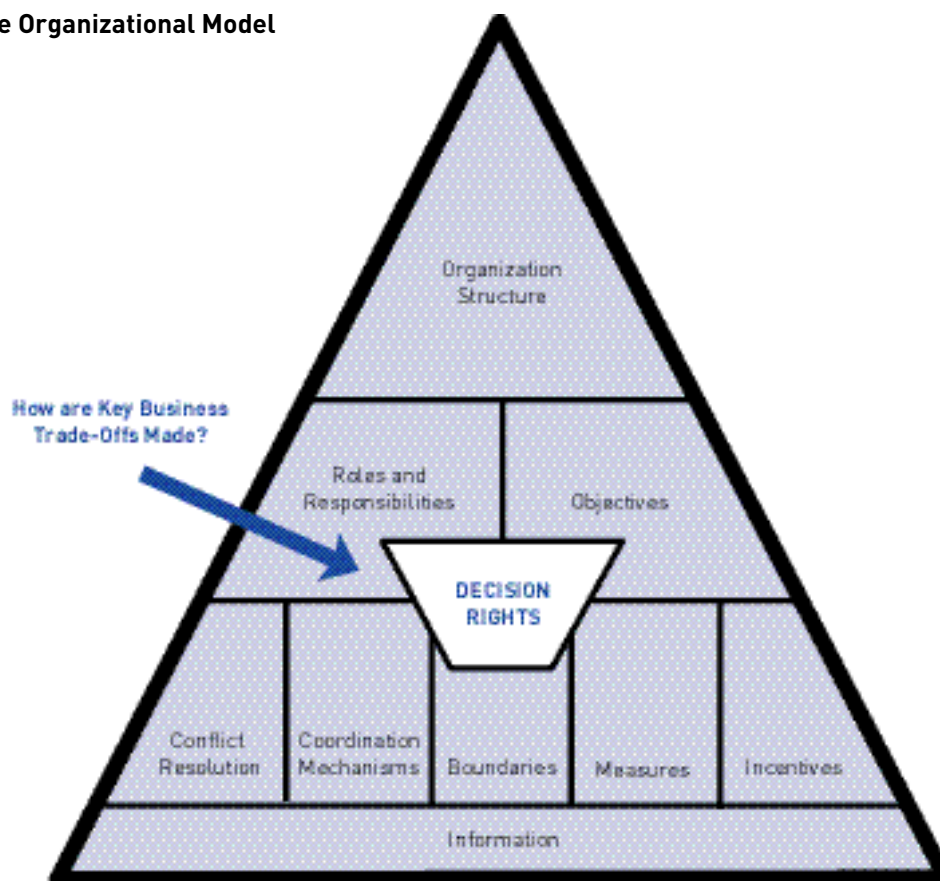 e Organizational Model
Organization
Structure
How are Key Business
Trade-Offs Made?
Roles and
Responsibilities
Objectives
DECISION
RIGHTS
Conflict
Resolution
Coordination
Mechanisms
Boundaries
Measures
Incentives
Information